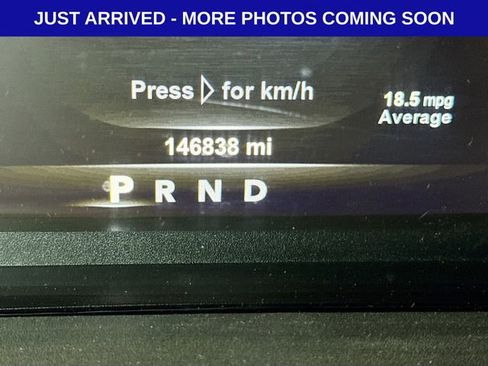 JUST ARRIVED - MORE PHOTOS COMING SOON
Press ▷ for km/h
18.5 mpg
Average
146838 mi
P R N D